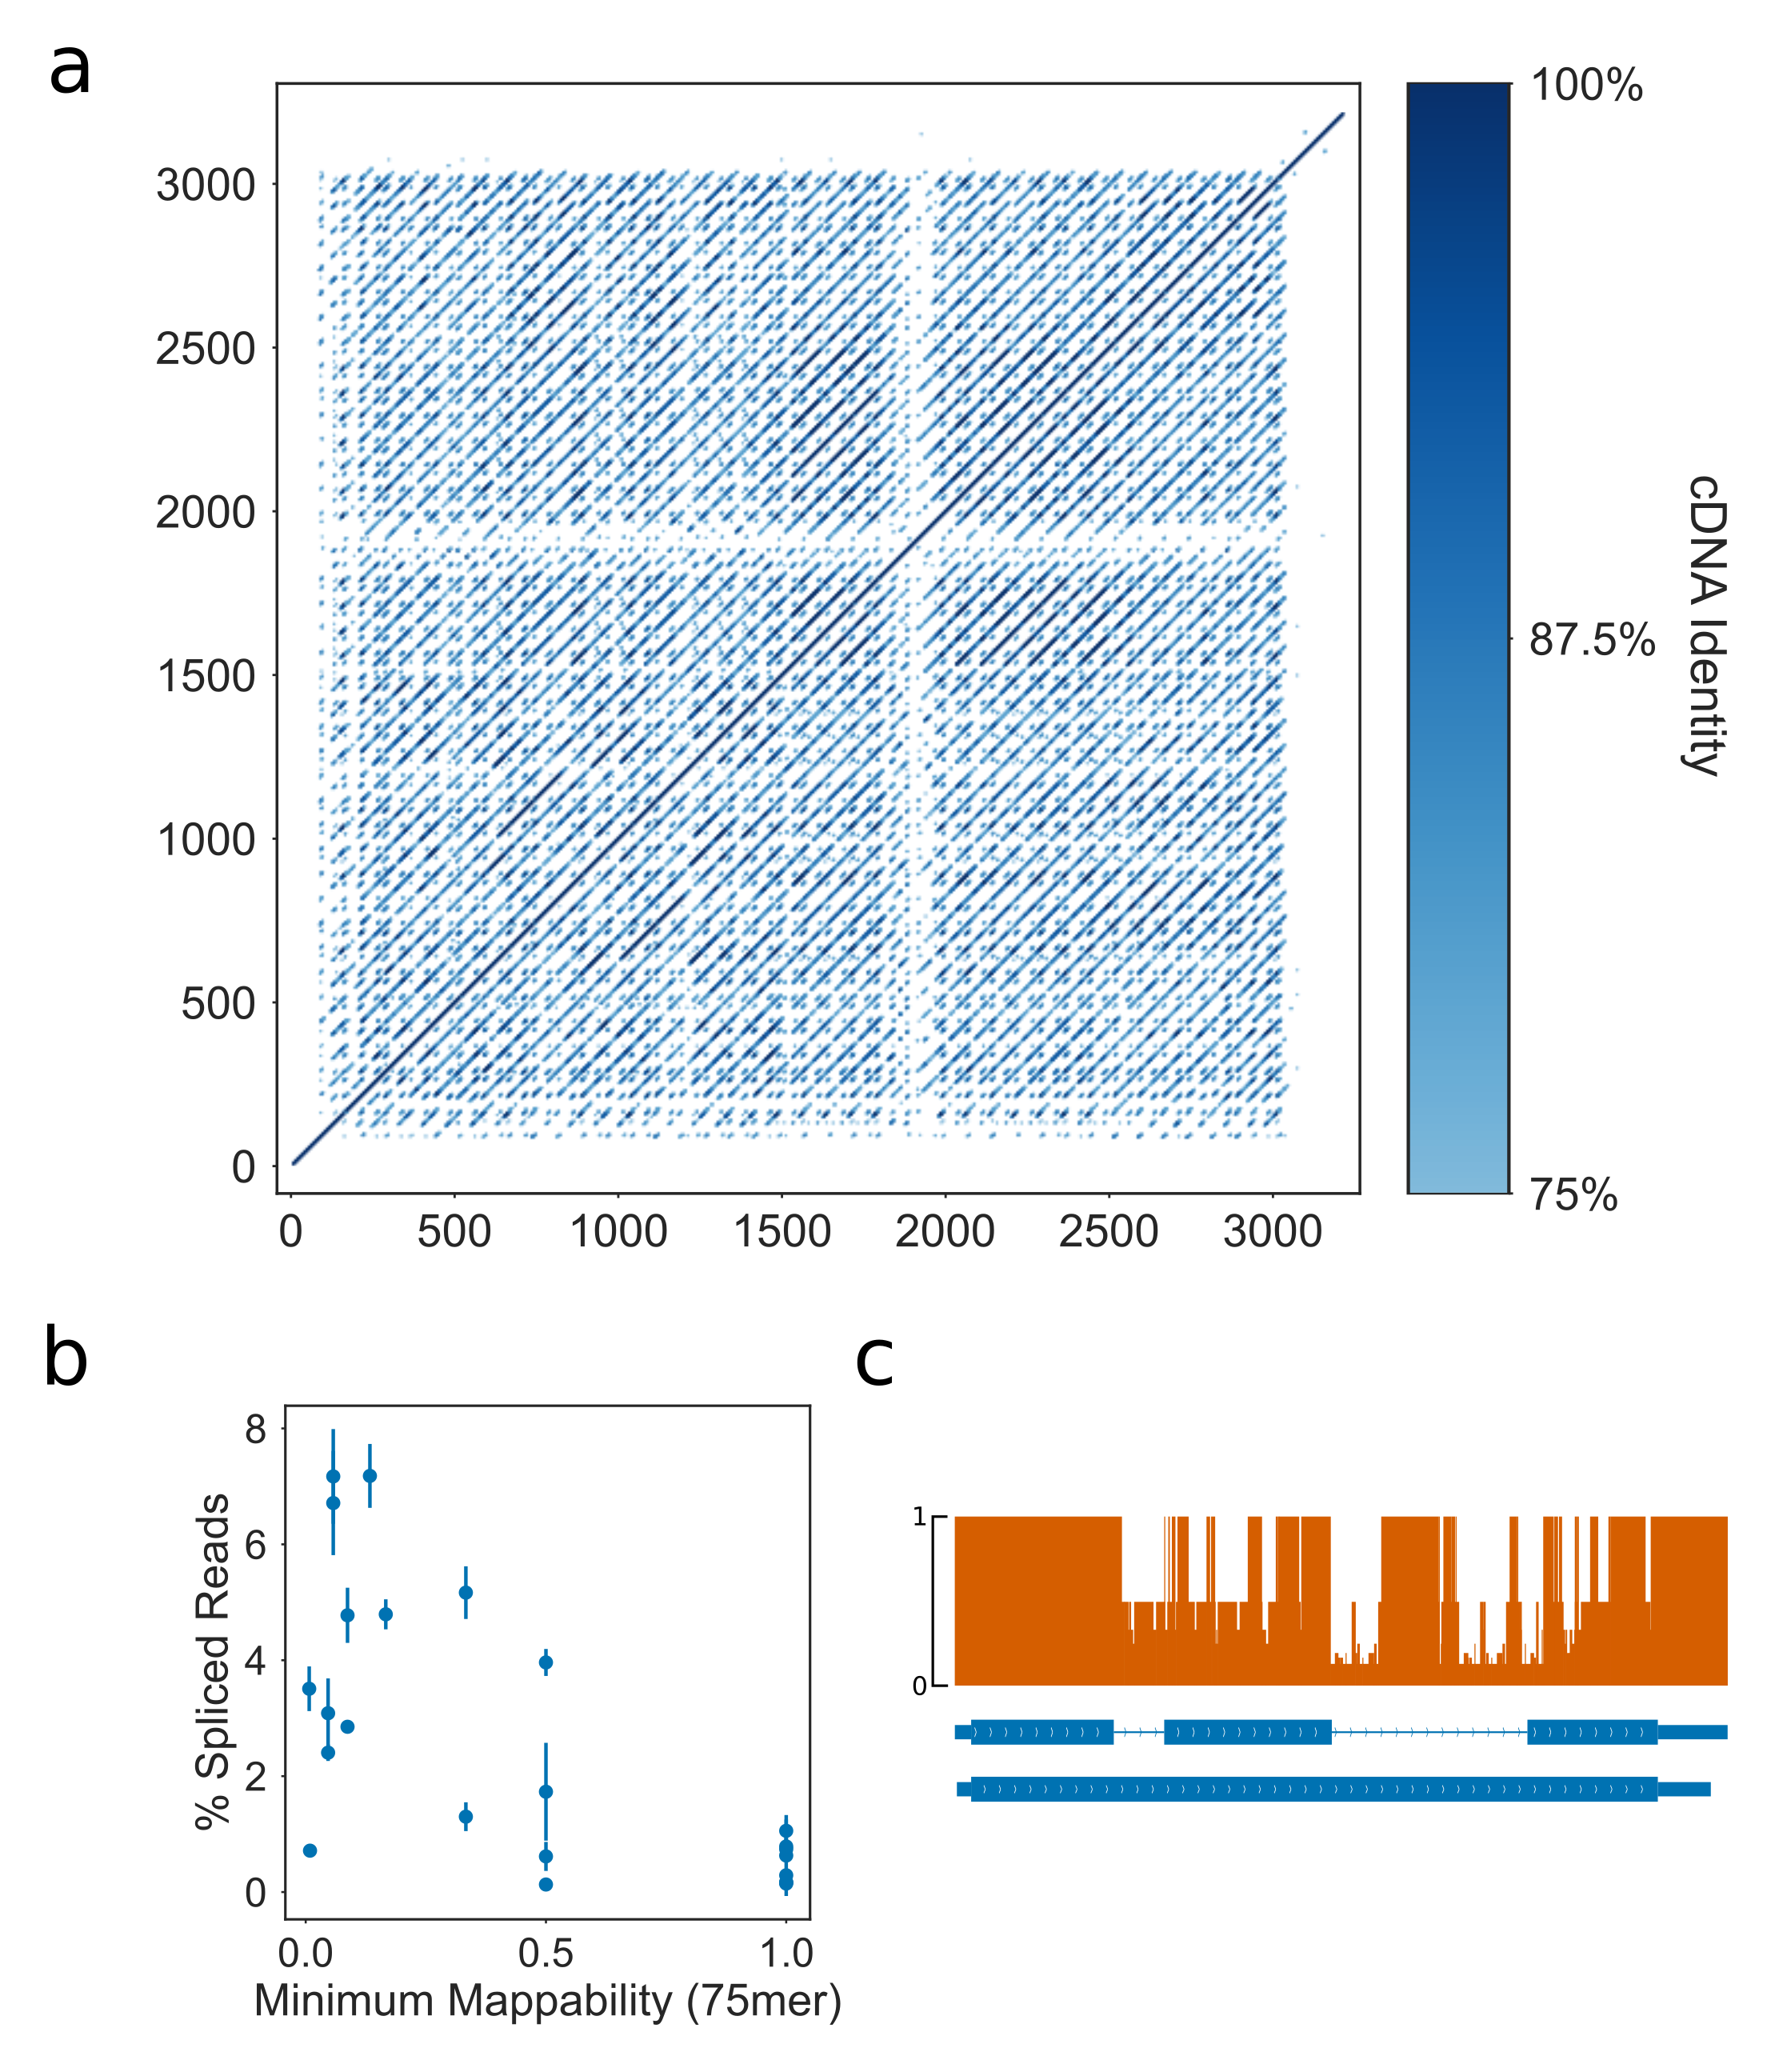 a
100%
87.5%
75%
cDNA Identity
3000
2500
2000
1500
1000
500
0
0 500 1000 1500 2000 2500 3000
b
8
6
4
2
0
% Spliced Reads
0.0 0.5 1.0
Minimum Mappability (75mer)
c
1
0